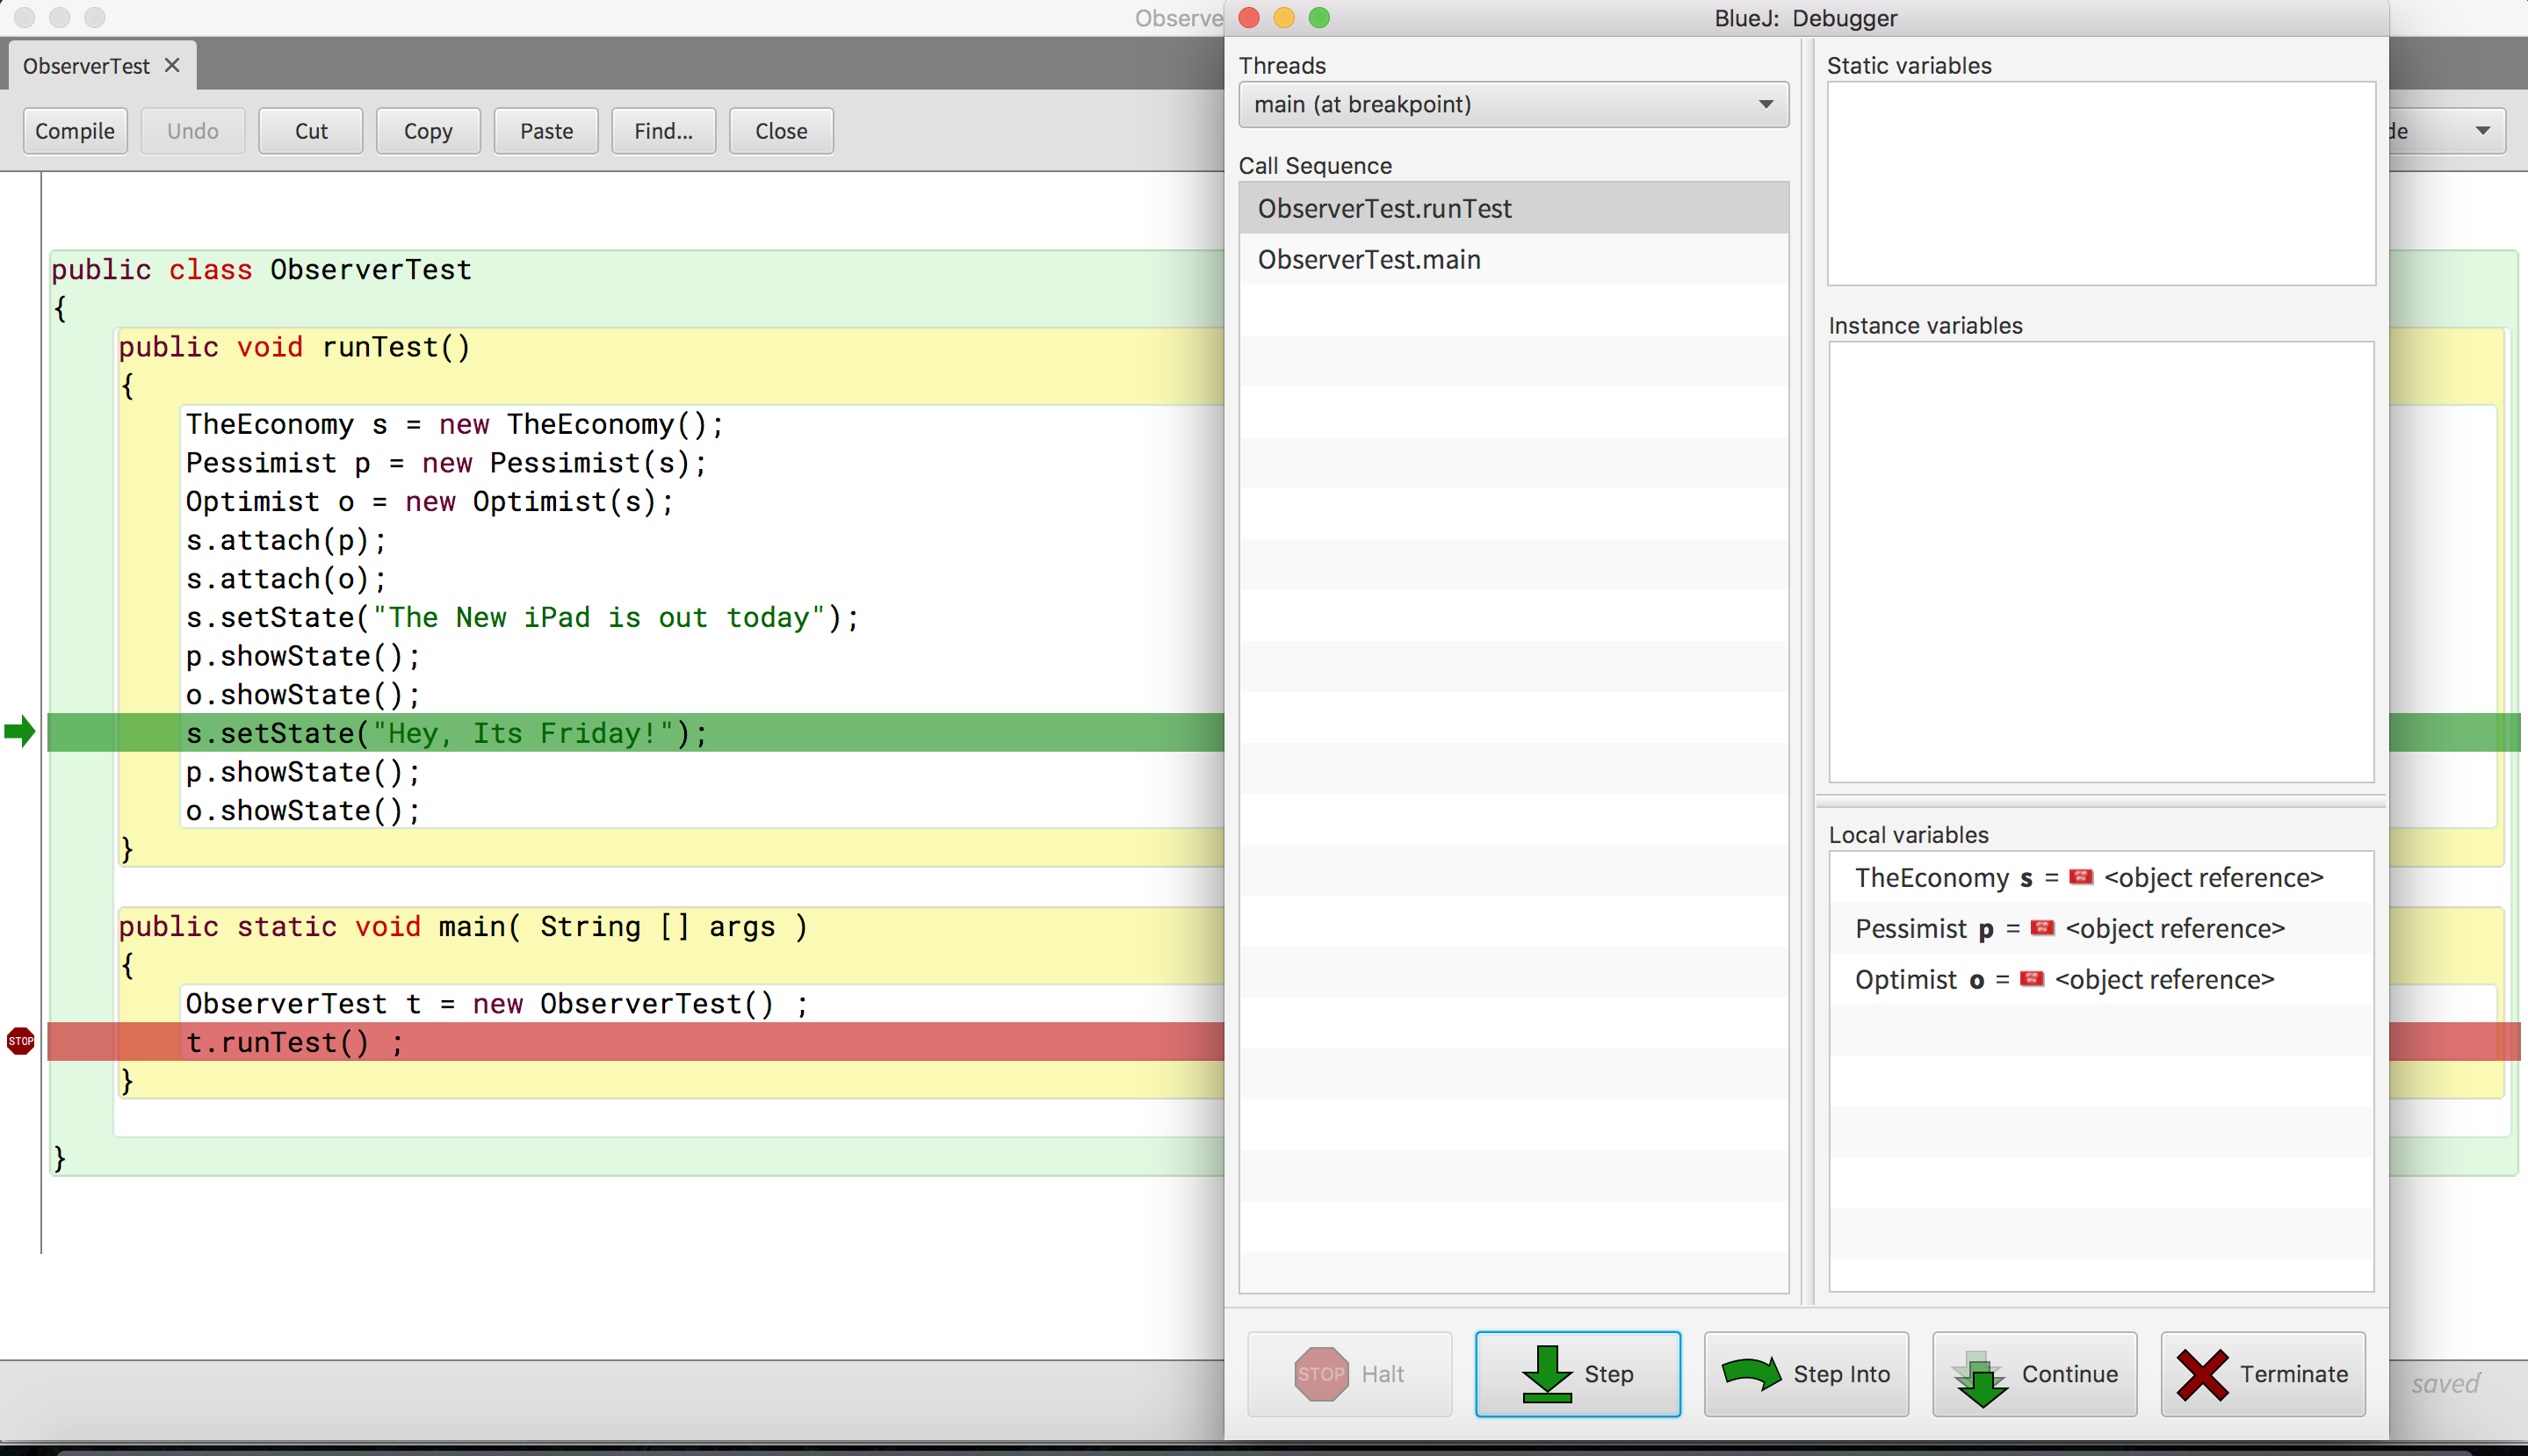 Observe
ObserverTest ✕
Compile Undo Cut Copy Paste Find... Close
public class ObserverTest
{
public void runTest()
{
TheEconomy s = new TheEconomy();
Pessimist p = new Pessimist(s);
Optimist o = new Optimist(s);
s.attach(p);
s.attach(o);
s.setState("The New iPad is out today");
p.showState();
o.showState();
s.setState("Hey, Its Friday!");
p.showState();
o.showState();
}
public static void main( String [] args )
{
ObserverTest t = new ObserverTest() ;
STOP
t.runTest() ;
}
}
BlueJ: Debugger
Threads
main (at breakpoint)
Call Sequence
ObserverTest.runTest
ObserverTest.main
Static variables
Instance variables
Local variables
TheEconomy s = <object reference>
Pessimist p = <object reference>
Optimist o = <object reference>
STOP Halt Step Step Into Continue Terminate
de
saved